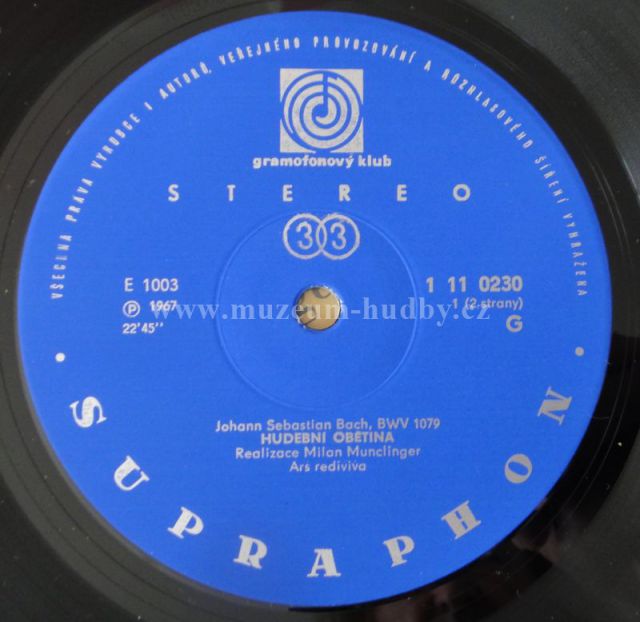 VŠECHNA PRÁVA VÝROBCE I AUTORŮ, VEŘEJNÉHO PROVOZOVÁNÍ A ROZHLASOVÉHO ŠÍŘENÍ VYHRAŽENA
gramofonový klub
STEREO
33
E 1003
1 11 0230
Ⓟ 1967
1 (2 strany)
22'45''
G
www.muzeum-hudby.cz
Johann Sebastian Bach, BWV 1079
HUDEBNÍ OBĚTINA
Realizace Milan Munclinger
Ars rediviva
• SUPRAPHON •